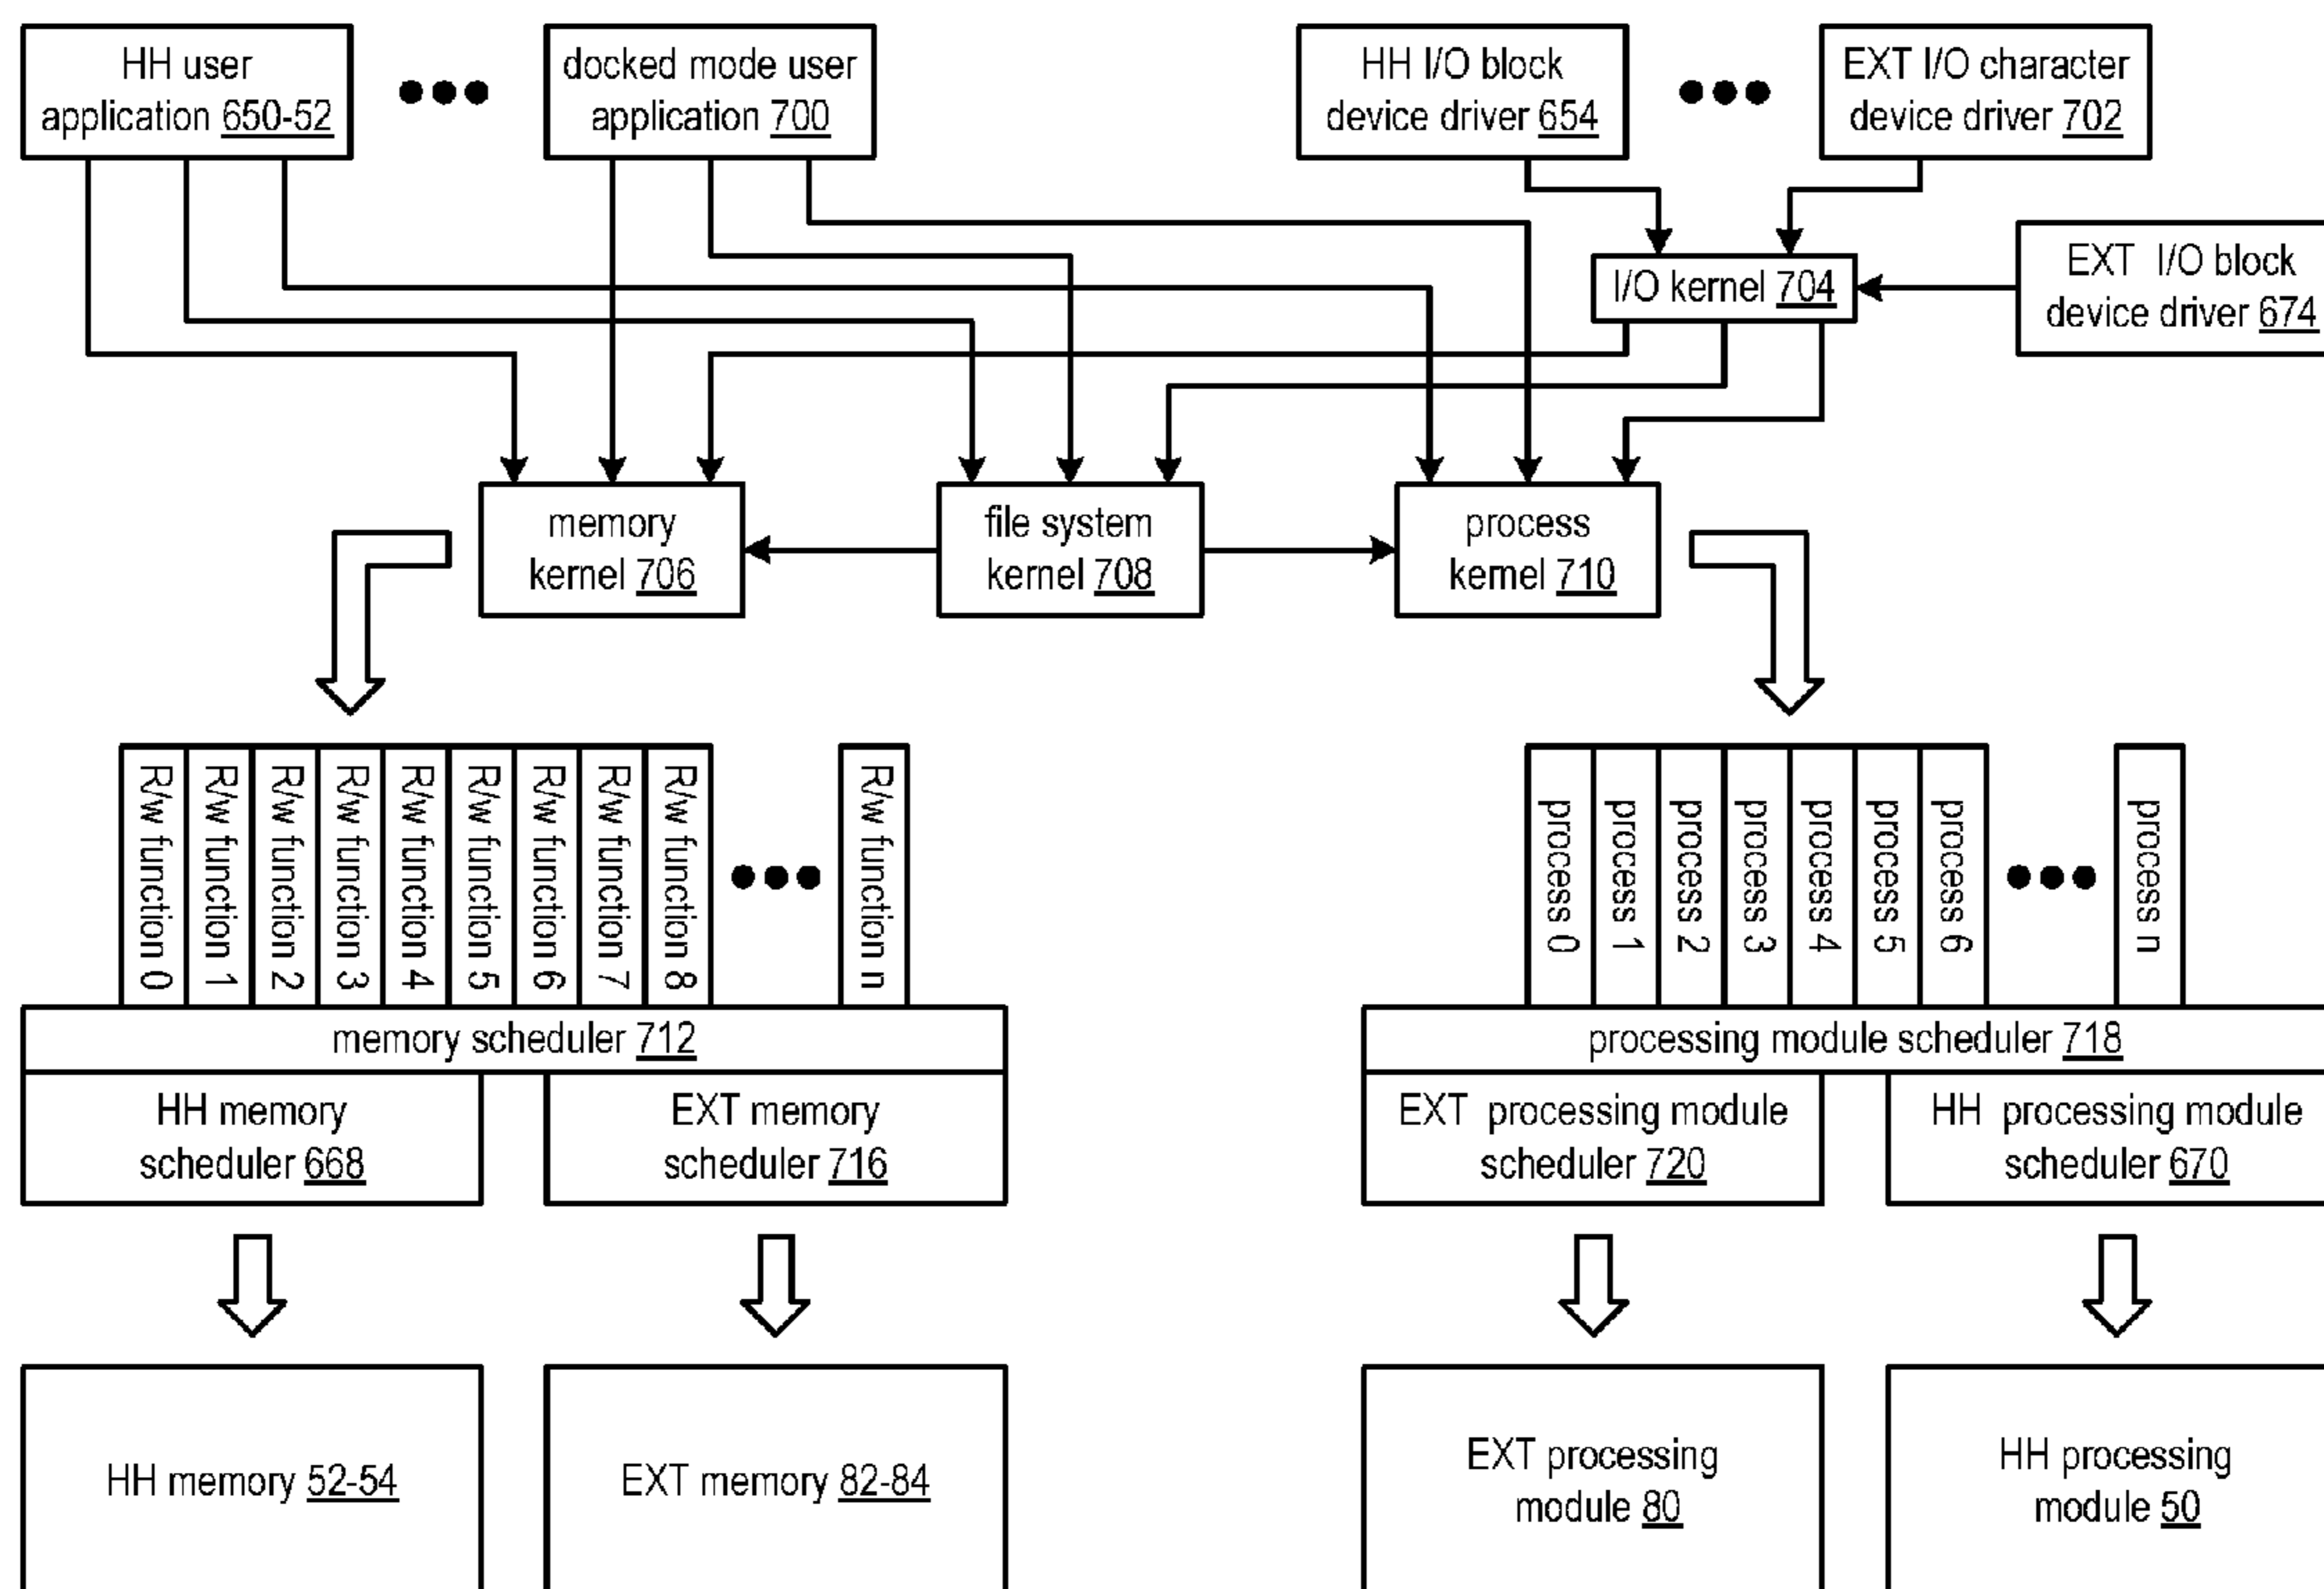 HH user
application 650-52
docked mode user
application 700
HH I/O block
device driver 654
EXT I/O character
device driver 702
I/O kernel 704
EXT I/O block
device driver 674
memory
kernel 706
file system
kernel 708
process
kernel 710
R/w function 0
R/w function 1
R/w function 2
R/w function 3
R/w function 4
R/w function 5
R/w function 6
R/w function 7
R/w function 8
R/w function n
process 0
process 1
process 2
process 3
process 4
process 5
process 6
process n
memory scheduler 712
processing module scheduler 718
HH memory
scheduler 668
EXT memory
scheduler 716
EXT processing module
scheduler 720
HH processing module
scheduler 670
HH memory 52-54
EXT memory 82-84
EXT processing
module 80
HH processing
module 50